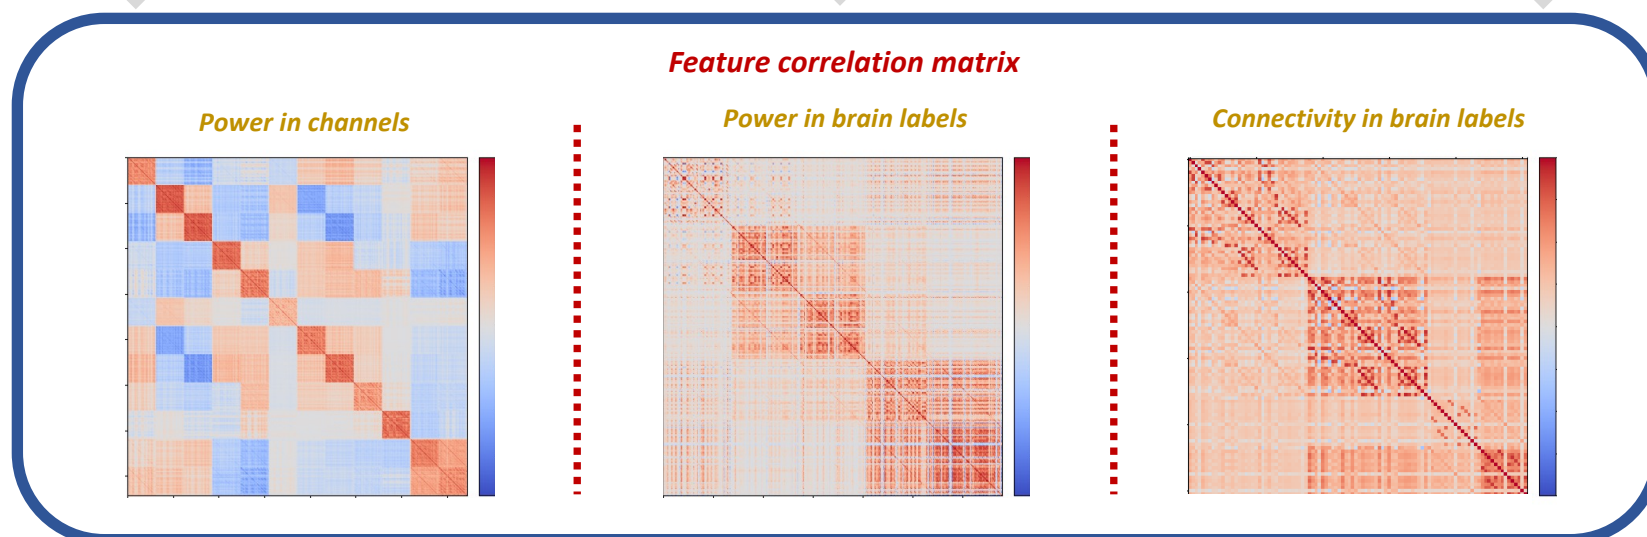 Feature correlation matrix
Power in channels
Power in brain labels
Connectivity in brain labels